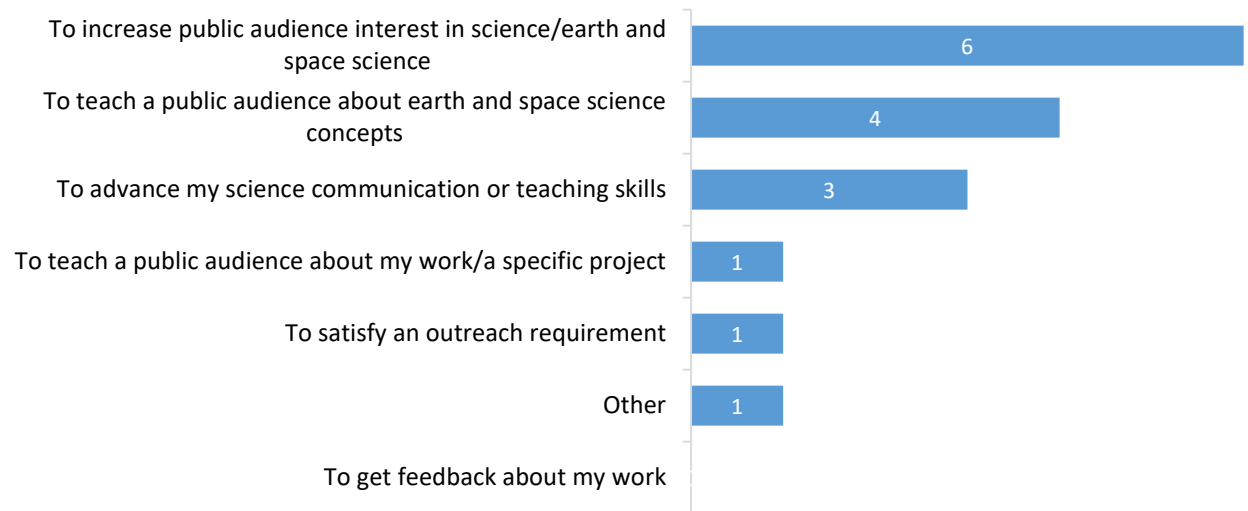 To increase public audience interest in science/earth and
space science
6
To teach a public audience about earth and space science
concepts
4
To advance my science communication or teaching skills
3
To teach a public audience about my work/a specific project
1
To satisfy an outreach requirement
1
Other
1
To get feedback about my work